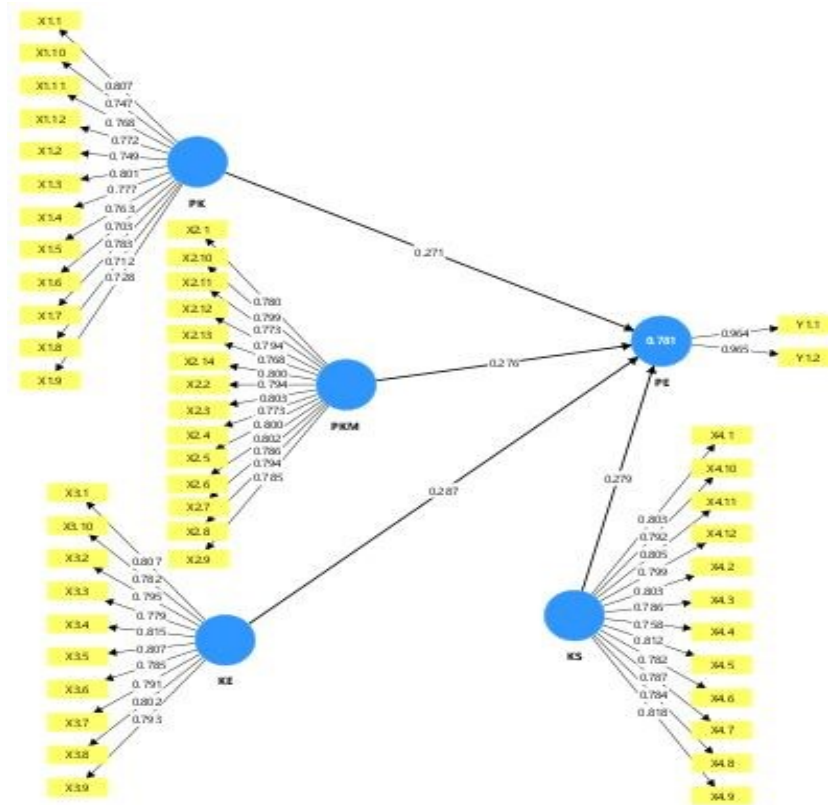 X1.1
X1.10
X1.11
X1.12
X1.2
X1.3
X1.4
X1.5
X1.6
X1.7
X1.8
X1.9
0.807
0.747
0.768
0.772
0.749
0.801
0.777
0.763
0.703
0.783
0.712
0.728
PK
0.271
X2.1
X2.10
X2.11
X2.12
X2.13
X2.14
X2.2
X2.3
X2.4
X2.5
X2.6
X2.7
X2.8
X2.9
0.780
0.799
0.773
0.794
0.768
0.800
0.794
0.803
0.773
0.800
0.802
0.786
0.794
0.785
PKM
0.276
0.781
PE
0.964
0.965
Y1.1
Y1.2
X3.1
X3.10
X3.2
X3.3
X3.4
X3.5
X3.6
X3.7
X3.8
X3.9
0.807
0.782
0.795
0.779
0.815
0.807
0.785
0.791
0.802
0.793
KE
0.287
0.279
KS
0.803
0.792
0.805
0.799
0.803
0.786
0.758
0.812
0.782
0.787
0.784
0.818
X4.1
X4.10
X4.11
X4.12
X4.2
X4.3
X4.4
X4.5
X4.6
X4.7
X4.8
X4.9